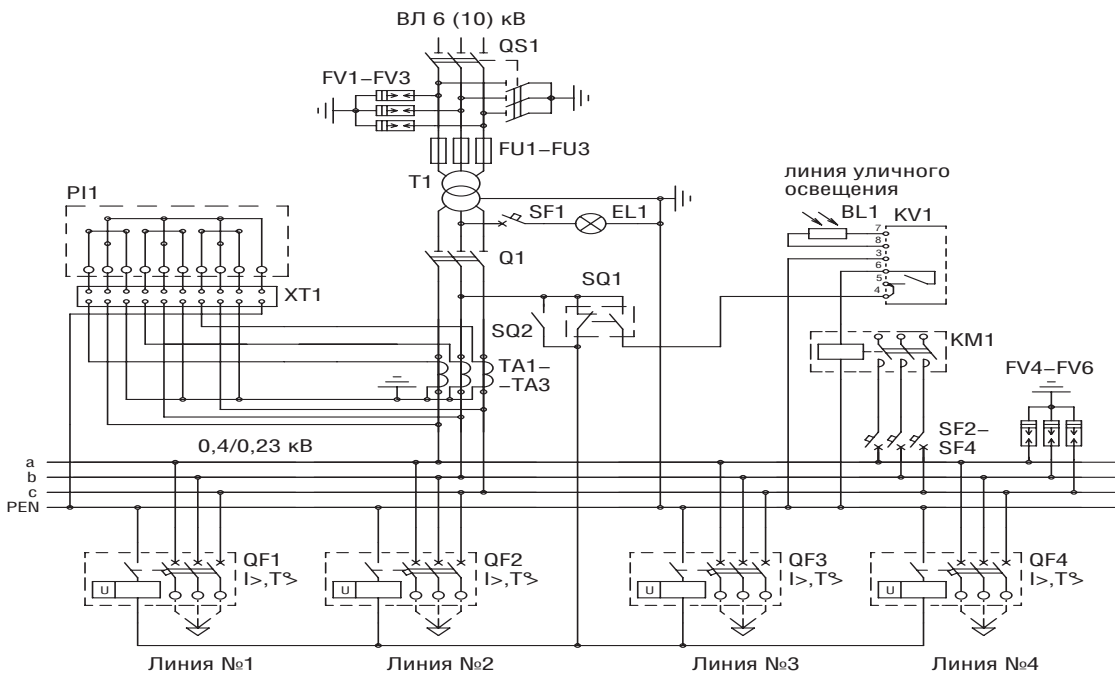 ВЛ 6 (10) кВ
QS1
FV1–FV3
FU1–FU3
T1
PI1
SF1
EL1
линия уличного
освещения
BL1
KV1
7
8
3
6
5
4
Q1
XT1
SQ1
SQ2
KM1
TA1–
-TA3
FV4–FV6
SF2–
SF4
0,4/0,23 кВ
a
b
c
PEN
QF1
I>,T°>
U
QF2
I>,T°>
U
QF3
I>,T°>
U
QF4
I>,T°>
U
Линия №1
Линия №2
Линия №3
Линия №4